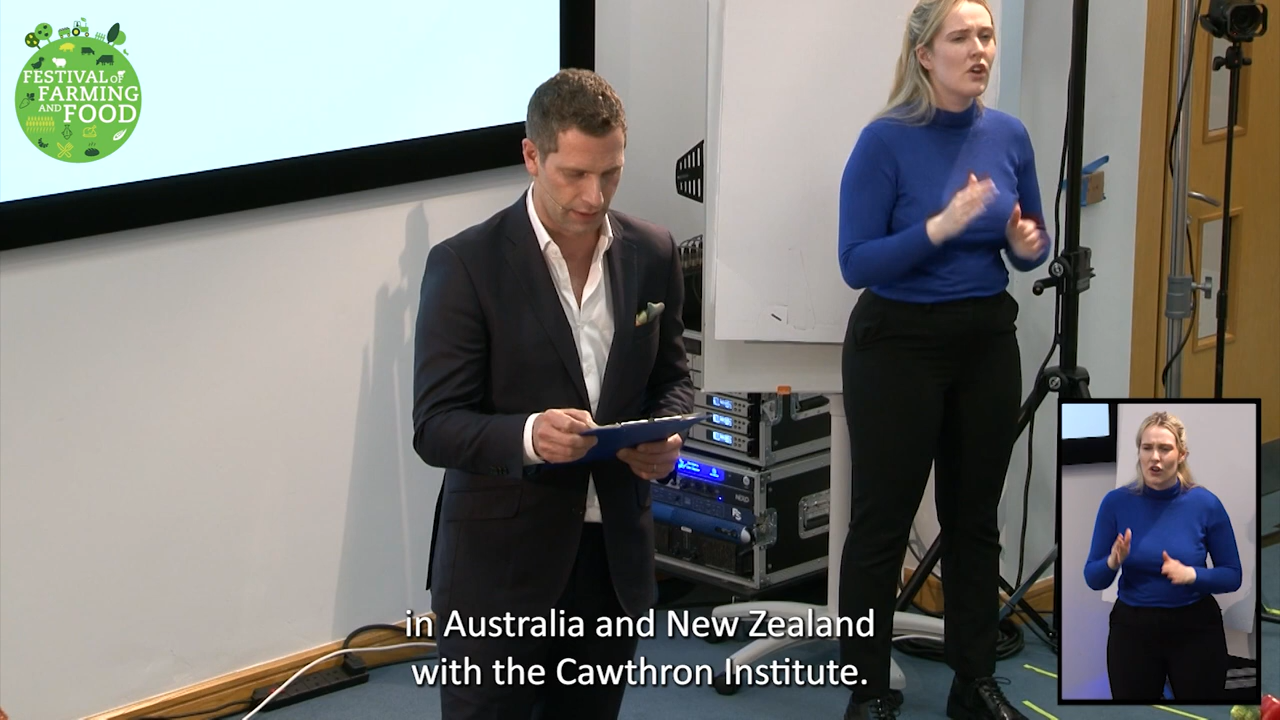 FESTIVAL of
FARMING
AND FOOD
in Australia and New Zealand
with the Cawthron Institute.